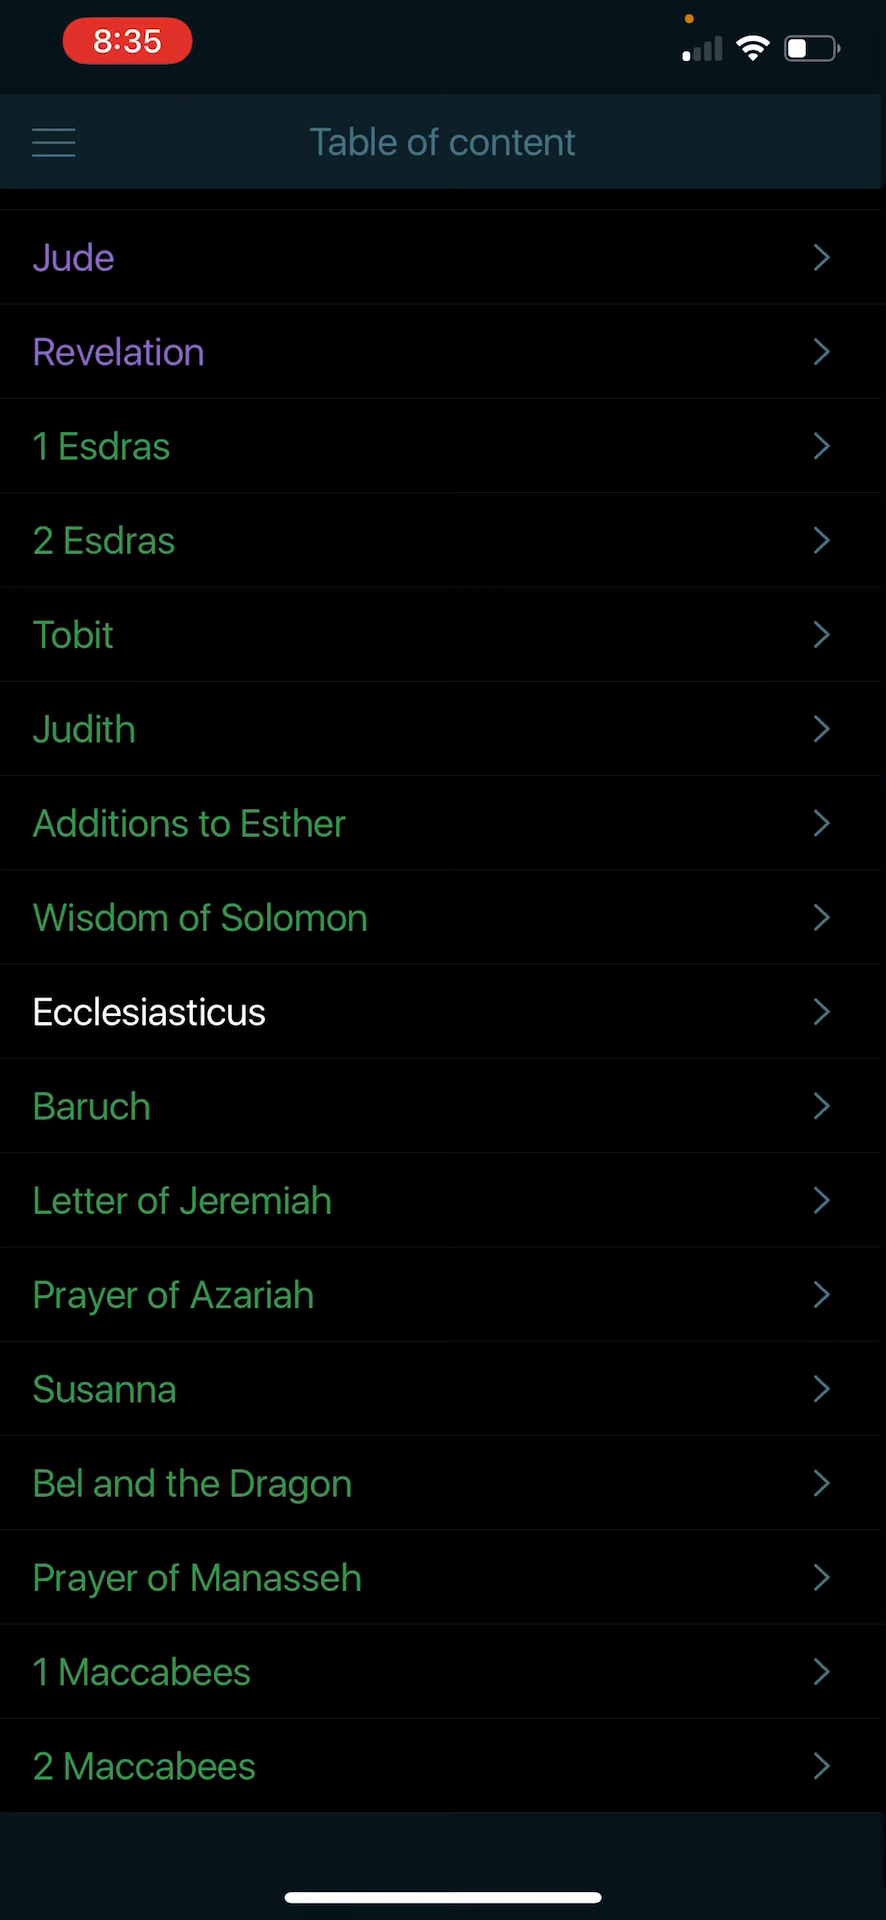 8:35
Table of content
Jude
Revelation
1 Esdras
2 Esdras
Tobit
Judith
Additions to Esther
Wisdom of Solomon
Ecclesiasticus
Baruch
Letter of Jeremiah
Prayer of Azariah
Susanna
Bel and the Dragon
Prayer of Manasseh
1 Maccabees
2 Maccabees